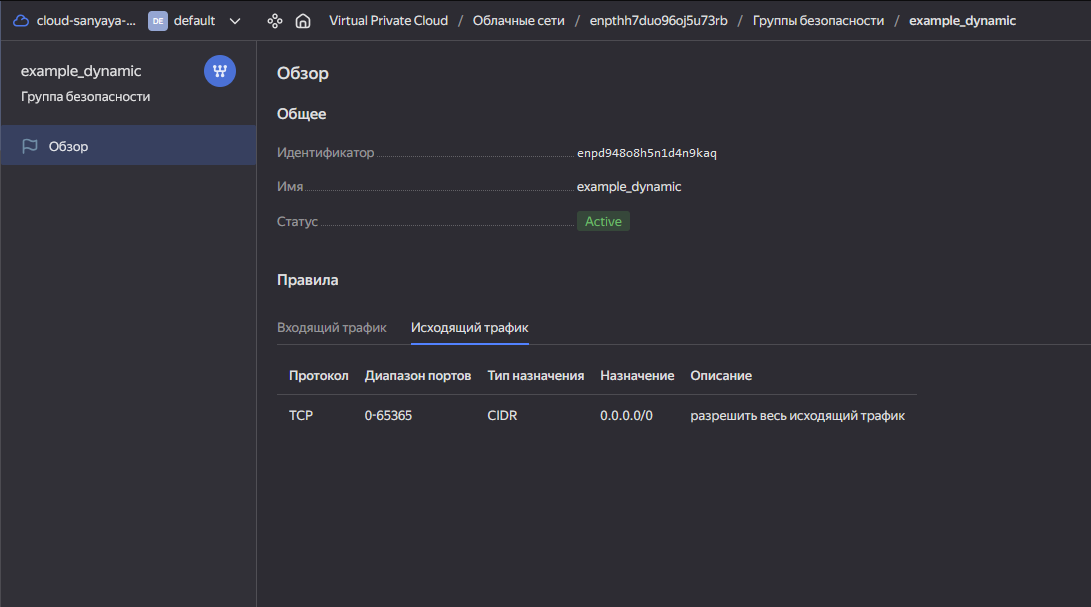 cloud-sanyaya-... DE default Virtual Private Cloud / Облачные сети / enpthh7duo96oj5u73rb / Группы безопасности / example_dynamic
example_dynamic
Группа безопасности
Обзор
Обзор
Общее
Идентификатор enpd948o8h5n1d4n9kaq
Имя example_dynamic
Статус Active
Правила
Входящий трафик Исходящий трафик
Протокол Диапазон портов Тип назначения Назначение Описание
TCP 0-65365 CIDR 0.0.0.0/0 разрешить весь исходящий трафик